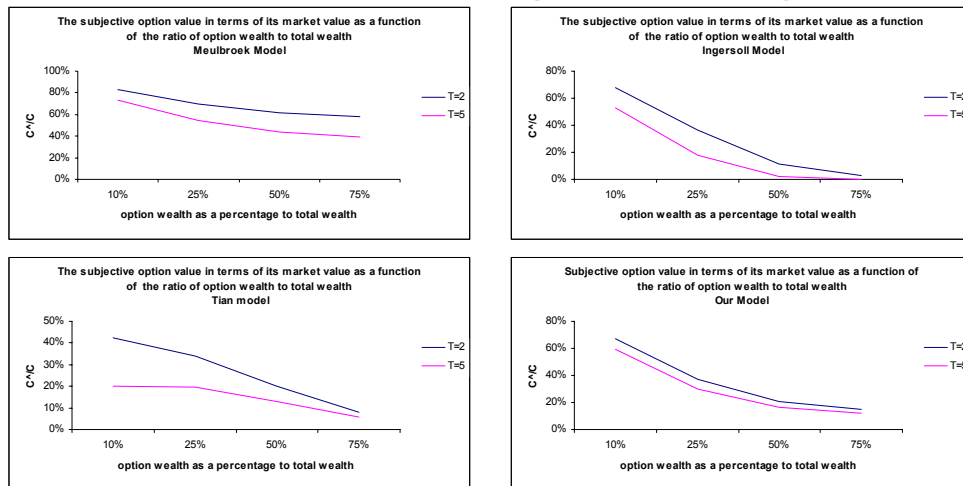 The subjective option value in terms of its market value as a function
of the ratio of option wealth to total wealth
Meulbroek Model
100%
80%
60%
40%
20%
0%
C^/C
10%
25%
50%
75%
option wealth as a percentage to total wealth
T=2
T=5
The subjective option value in terms of its market value as a function
of the ratio of option wealth to total wealth
Ingersoll Model
80%
60%
40%
20%
0%
C^/C
10%
25%
50%
75%
option wealth as a percentage to total wealth
T=2
T=5
The subjective option value in terms of its market value as a function
of the ratio of option wealth to total wealth
Tian model
50%
40%
30%
20%
10%
0%
C^/C
10%
25%
50%
75%
option wealth as a percentage to total wealth
T=2
T=5
Subjective option value in terms of its market value as a function of
the ratio of option wealth to total wealth
Our Model
80%
60%
40%
20%
0%
C^/C
10%
25%
50%
75%
option wealth as a percentage to total wealth
T=2
T=5